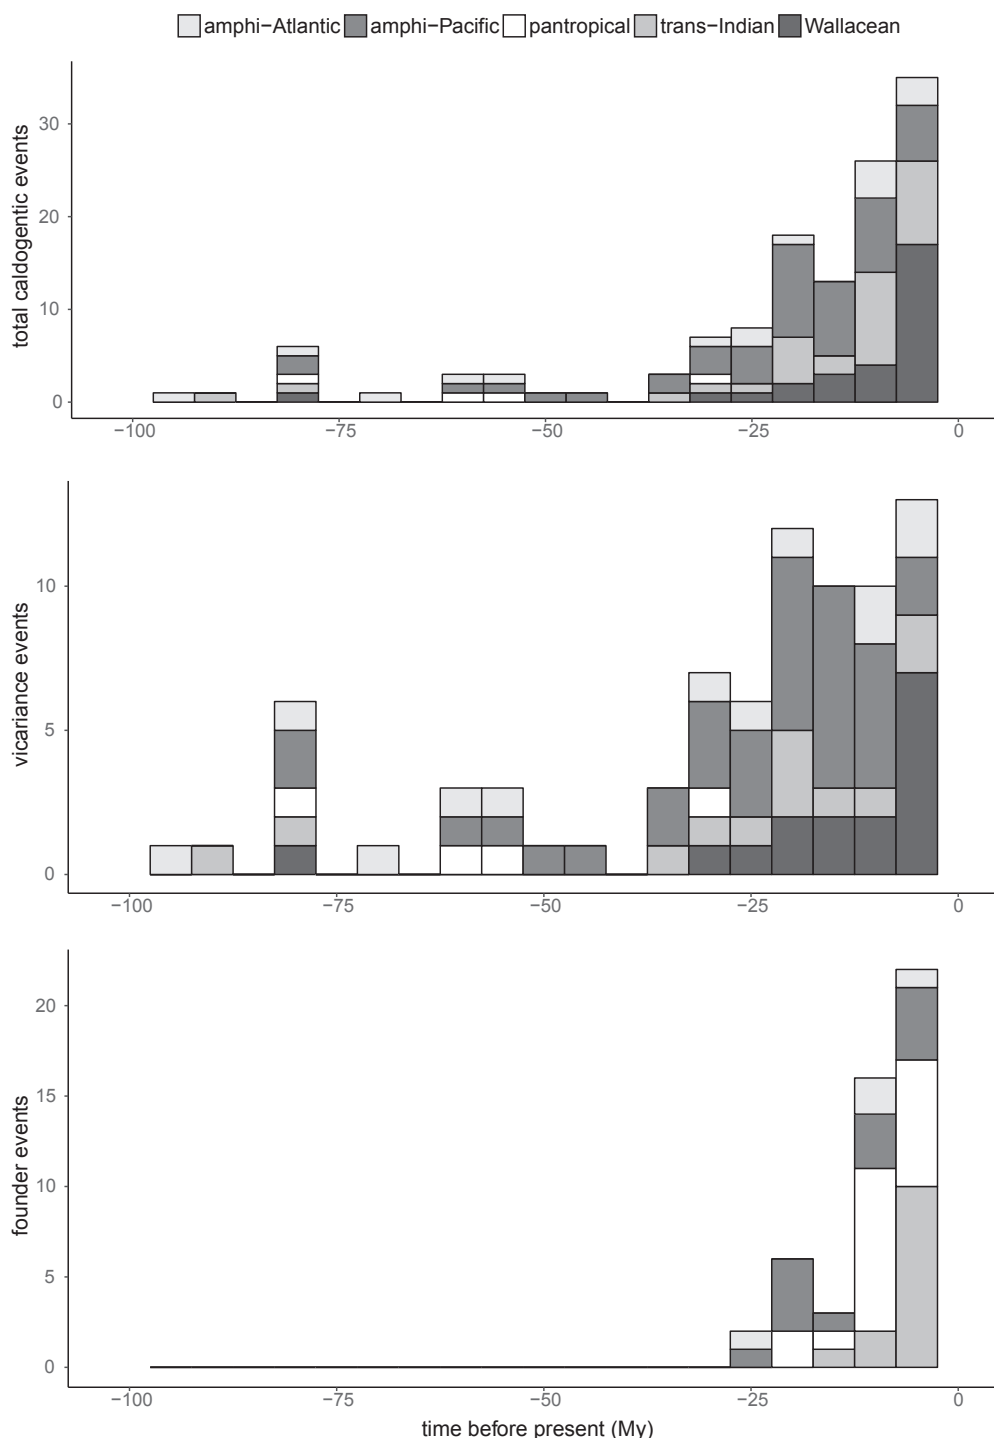 amphi−Atlantic amphi−Pacific pantropical trans−Indian Wallacean
total caldogentic events
30
20
10
0
−100 −75 −50 −25 0
vicariance events
10
5
0
−100 −75 −50 −25 0
founder events
20
15
10
5
0
−100 −75 −50 −25 0
time before present (My)